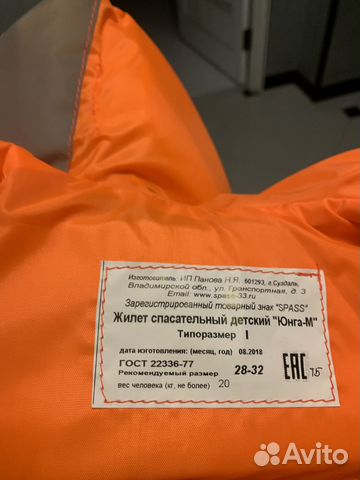 Изготовитель: ИП Панова Н.Я. 601293, г.Суздаль,
Владимирской обл., ул. Транспортная, д. 3
Email: www.spass-33.ru
Зарегистрированный товарный знак "SPASS"
Жилет спасательный детский "Юнга-М"
Типоразмер I
дата изготовления: (месяц, год) 08.2018
ГОСТ 22336-77
Рекомендуемый размер 28-32
вес человека (кг, не более) 20
ЕАС
Avito